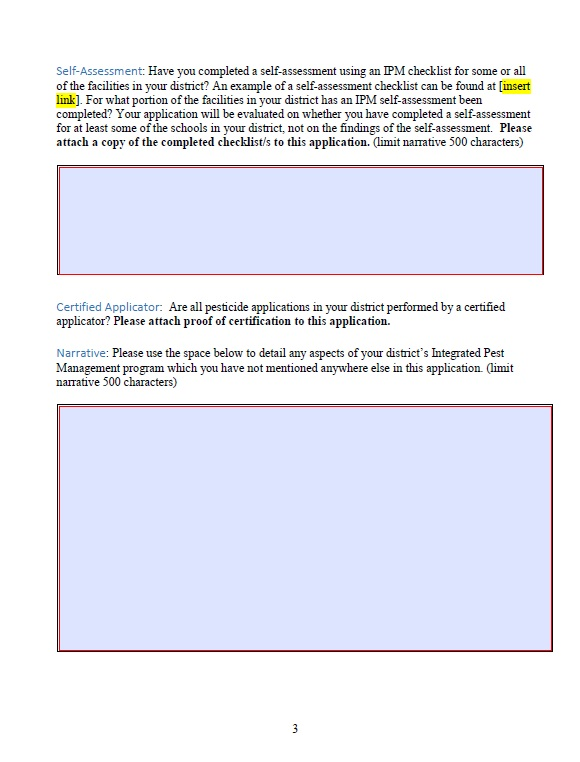 Self-Assessment: Have you completed a self-assessment using an IPM checklist for some or all
of the facilities in your district? An example of a self-assessment checklist can be found at [insert
link]. For what portion of the facilities in your district has an IPM self-assessment been
completed? Your application will be evaluated on whether you have completed a self-assessment
for at least some of the schools in your district, not on the findings of the self-assessment.  Please
attach a copy of the completed checklist/s to this application. (limit narrative 500 characters)
Certified Applicator:  Are all pesticide applications in your district performed by a certified
applicator? Please attach proof of certification to this application.
Narrative: Please use the space below to detail any aspects of your district’s Integrated Pest
Management program which you have not mentioned anywhere else in this application. (limit
narrative 500 characters)
3